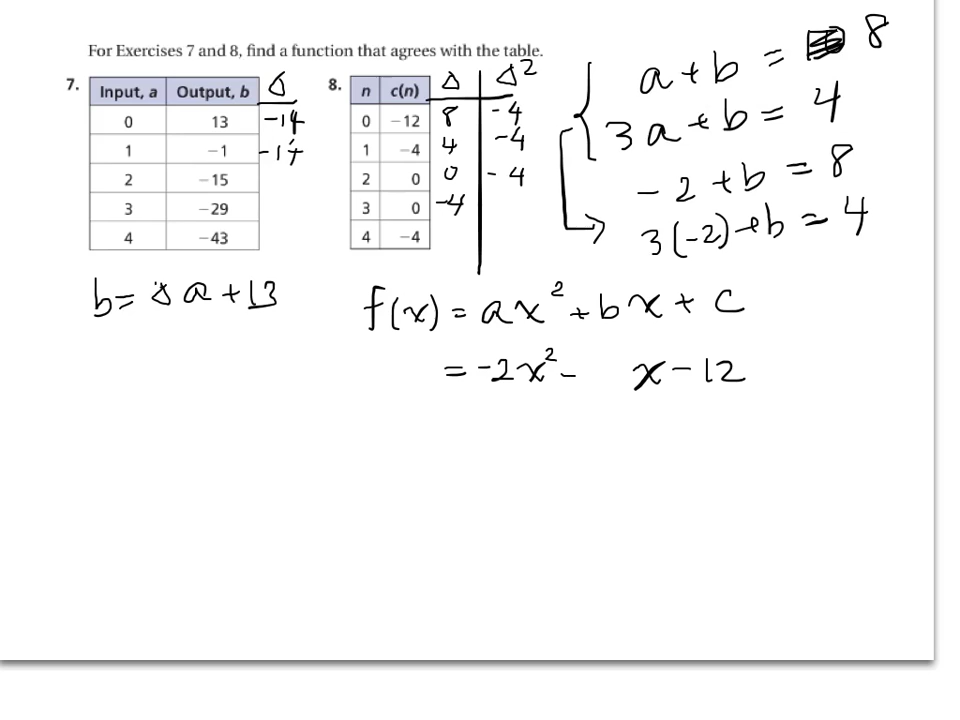 For Exercises 7 and 8, find a function that agrees with the table.
7.
Input, a Output, b Δ
0 13 -14
1 -1 -14
2 -15
3 -29
4 -43
b = a + 13
8.
n c(n) Δ Δ²
0 -12 8 -4
1 -4 4 -4
2 0 0 -4
3 0 -4
4 -4
a + b = 8
3a + b = 4
-2 + b = 8
3(-2) + b = 4
f(x) = ax² + bx + c
= -2x² - x - 12